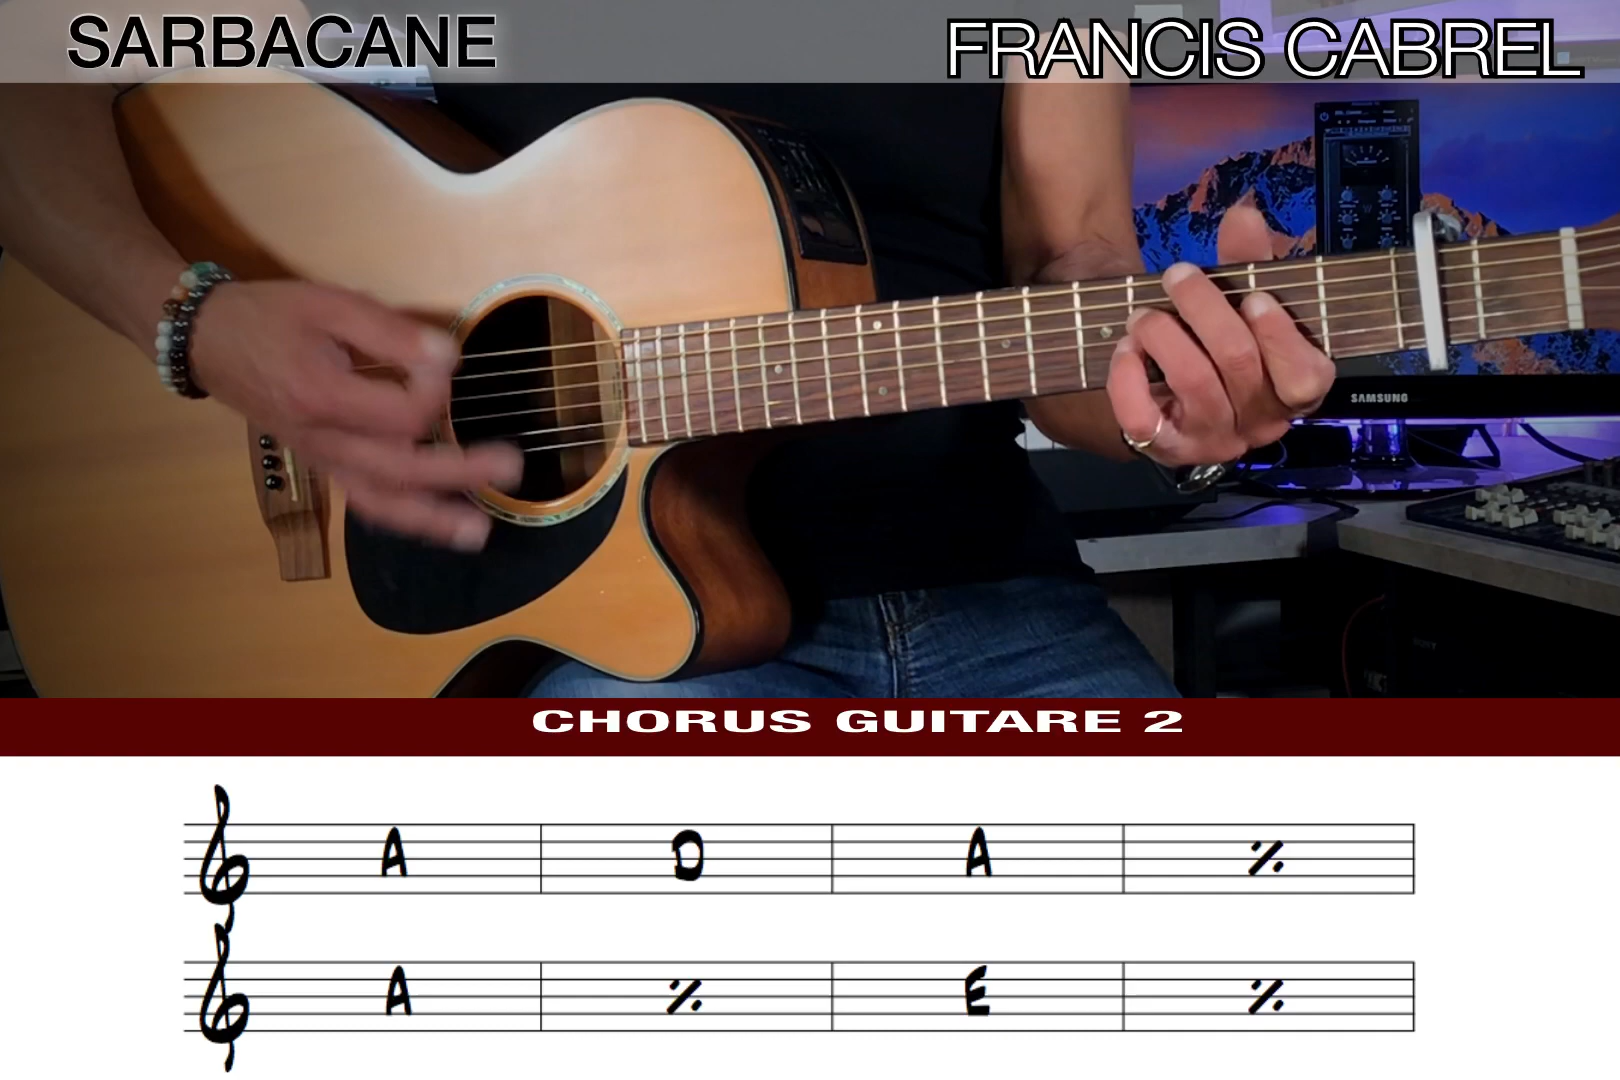 SARBACANE
FRANCIS CABREL
SAMSUNG
CHORUS GUITARE 2
A D A %
A % E %